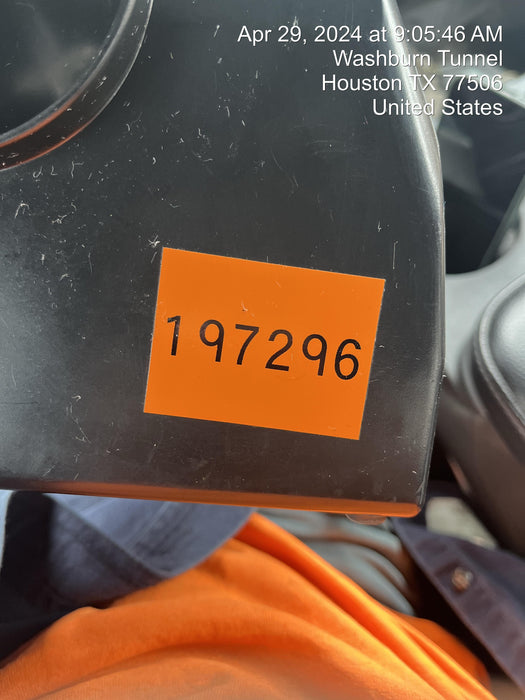 Apr 29, 2024 at 9:05:46 AM
Washburn Tunnel
Houston TX 77506
United States
197296